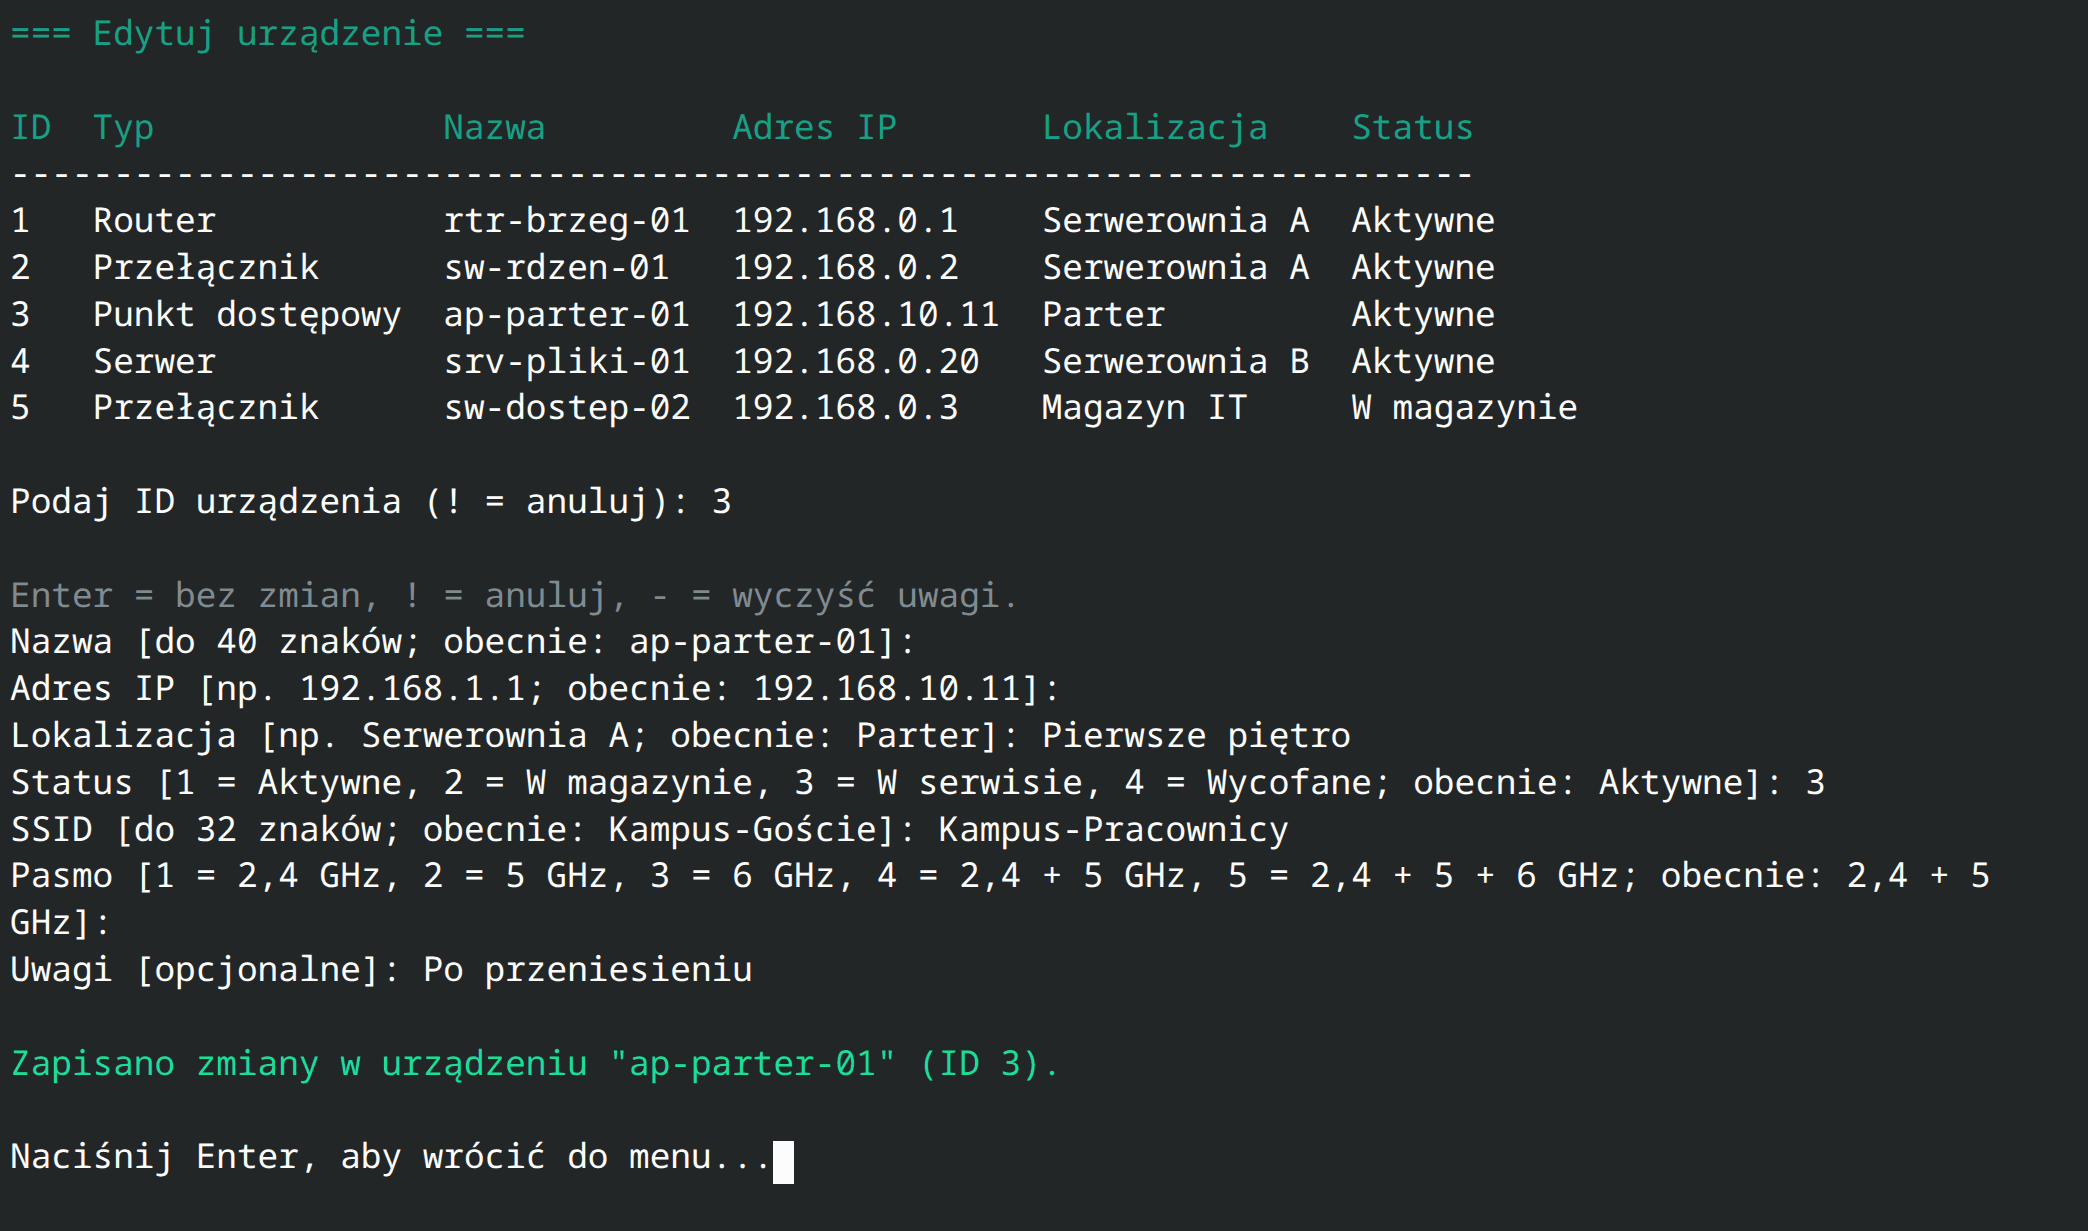 === Edytuj urządzenie ===
ID  Typ              Nazwa         Adres IP       Lokalizacja    Status
-----------------------------------------------------------------------
1   Router           rtr-brzeg-01  192.168.0.1    Serwerownia A  Aktywne
2   Przełącznik      sw-rdzen-01   192.168.0.2    Serwerownia A  Aktywne
3   Punkt dostępowy  ap-parter-01  192.168.10.11  Parter         Aktywne
4   Serwer           srv-pliki-01  192.168.0.20   Serwerownia B  Aktywne
5   Przełącznik      sw-dostep-02  192.168.0.3    Magazyn IT     W magazynie
Podaj ID urządzenia (! = anuluj): 3
Enter = bez zmian, ! = anuluj, - = wyczyść uwagi.
Nazwa [do 40 znaków; obecnie: ap-parter-01]:
Adres IP [np. 192.168.1.1; obecnie: 192.168.10.11]:
Lokalizacja [np. Serwerownia A; obecnie: Parter]: Pierwsze piętro
Status [1 = Aktywne, 2 = W magazynie, 3 = W serwisie, 4 = Wycofane; obecnie: Aktywne]: 3
SSID [do 32 znaków; obecnie: Kampus-Goście]: Kampus-Pracownicy
Pasmo [1 = 2,4 GHz, 2 = 5 GHz, 3 = 6 GHz, 4 = 2,4 + 5 GHz, 5 = 2,4 + 5 + 6 GHz; obecnie: 2,4 + 5
GHz]:
Uwagi [opcjonalne]: Po przeniesieniu
Zapisano zmiany w urządzeniu "ap-parter-01" (ID 3).
Naciśnij Enter, aby wrócić do menu...